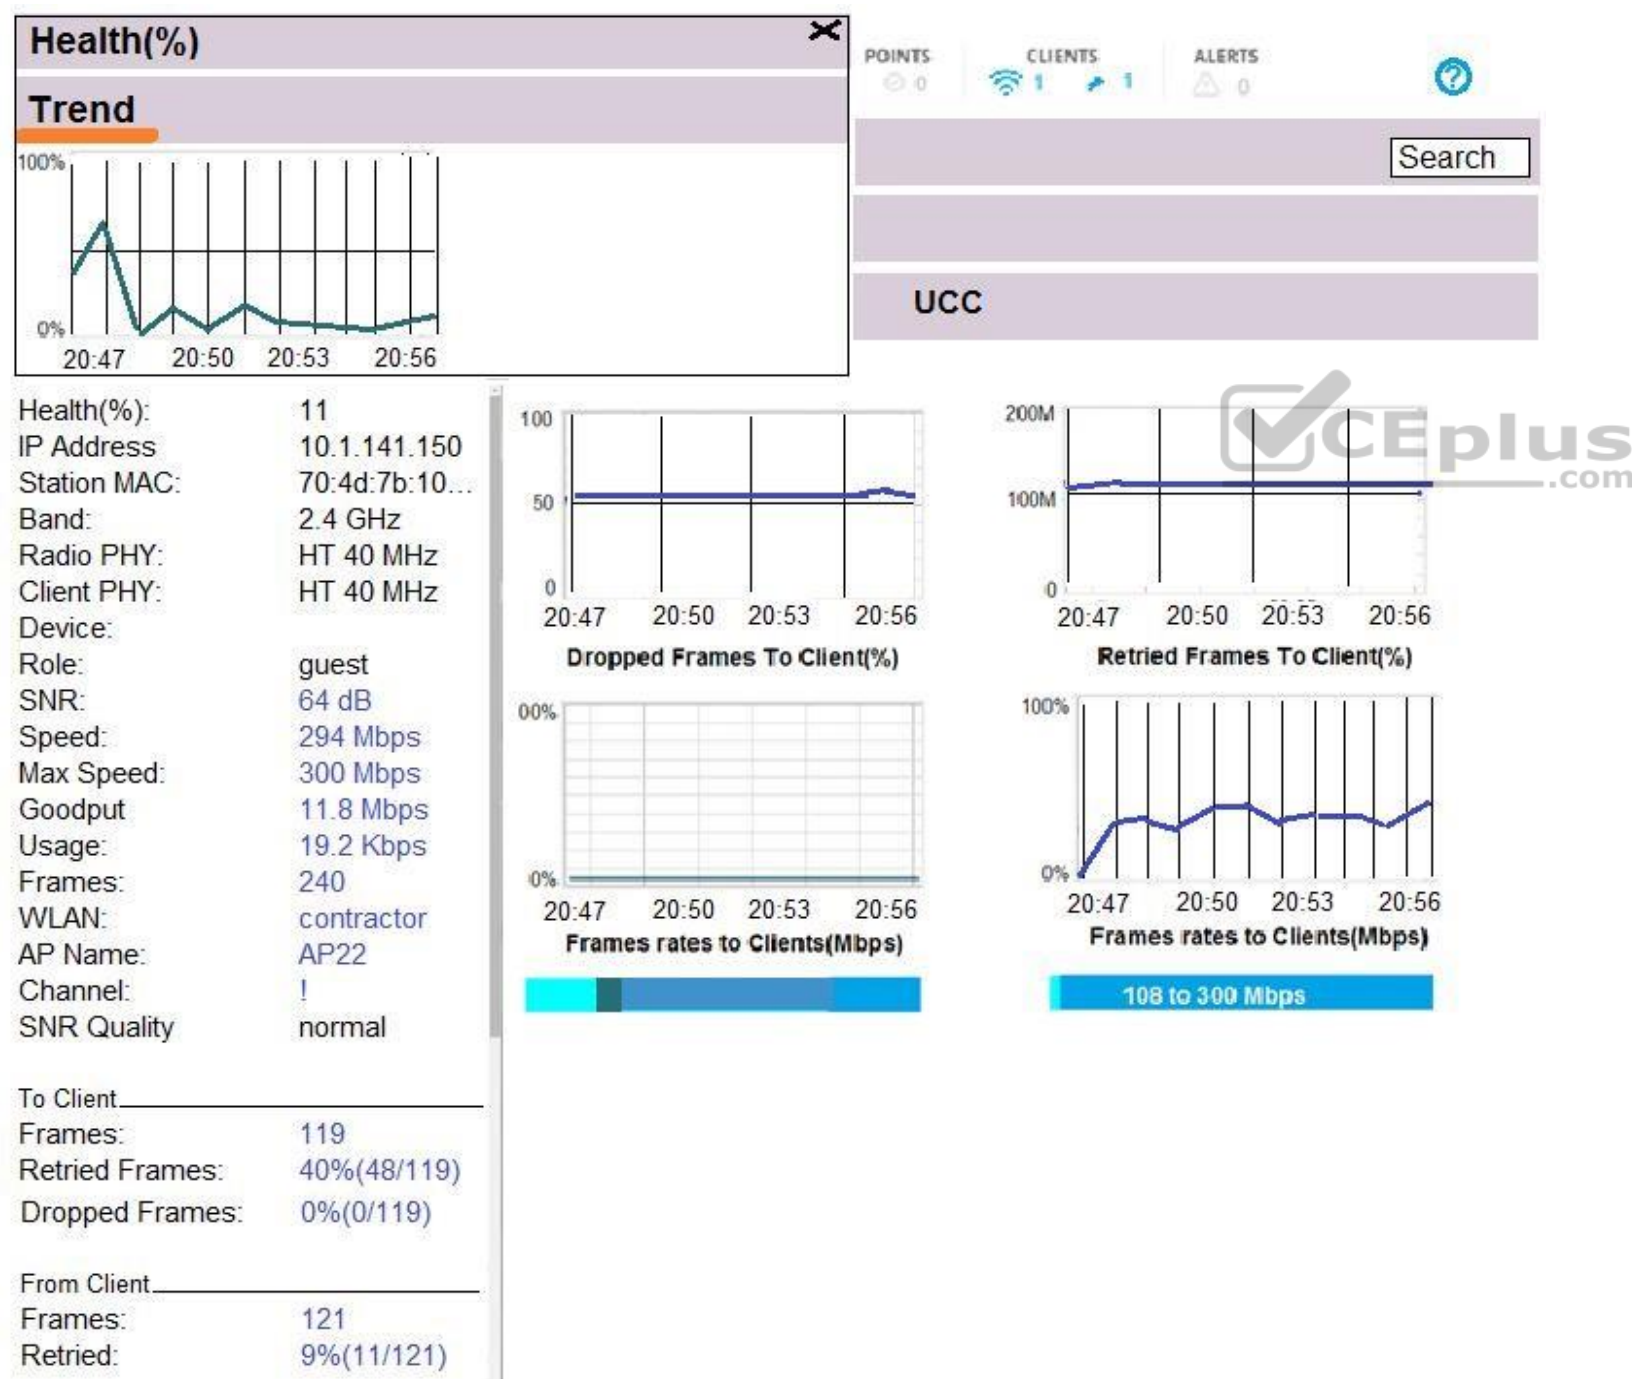 Health(%)
Trend
100%
0%
20:47 20:50 20:53 20:56
POINTS
0
CLIENTS
1 1
ALERTS
0
?
Search
UCC
Health(%): 11
IP Address 10.1.141.150
Station MAC: 70:4d:7b:10...
Band: 2.4 GHz
Radio PHY: HT 40 MHz
Client PHY: HT 40 MHz
Device:
Role: guest
SNR: 64 dB
Speed: 294 Mbps
Max Speed: 300 Mbps
Goodput 11.8 Mbps
Usage: 19.2 Kbps
Frames: 240
WLAN: contractor
AP Name: AP22
Channel: !
SNR Quality normal
To Client
Frames: 119
Retried Frames: 40%(48/119)
Dropped Frames: 0%(0/119)
From Client
Frames: 121
Retried: 9%(11/121)
100
50
0
20:47 20:50 20:53 20:56
Dropped Frames To Client(%)
00%
0%
20:47 20:50 20:53 20:56
Frames rates to Clients(Mbps)
200M
100M
0
20:47 20:50 20:53 20:56
Retried Frames To Client(%)
100%
0%
20:47 20:50 20:53 20:56
Frames rates to Clients(Mbps)
108 to 300 Mbps
CEplus
.com